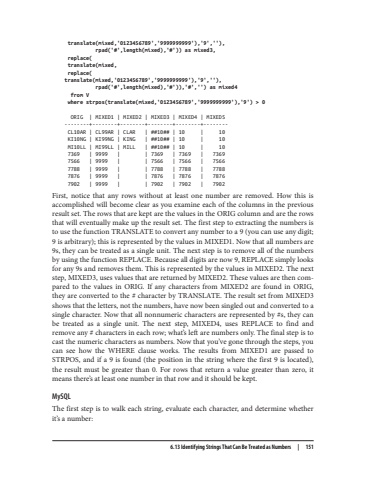 translate(mixed,'0123456789','9999999999'),'9',''),
rpad('#',length(mixed),'#')) as mixed3,
replace(
translate(mixed,
replace(
translate(mixed,'0123456789','9999999999'),'9',''),
rpad('#',length(mixed),'#')),'#','') as mixed4
from V
where strpos(translate(mixed,'0123456789','9999999999'),'9') > 0
ORIG | MIXED1 | MIXED2 | MIXED3 | MIXED4 | MIXED5
--------+--------+--------+--------+--------+--------
CL10AR | CL99AR | CLAR | ##10## | 10 | 10
KI10NG | KI99NG | KING | ##10## | 10 | 10
MI10LL | MI99LL | MILL | ##10## | 10 | 10
7369 | 9999 | | 7369 | 7369 | 7369
7566 | 9999 | | 7566 | 7566 | 7566
7788 | 9999 | | 7788 | 7788 | 7788
7876 | 9999 | | 7876 | 7876 | 7876
7902 | 9999 | | 7902 | 7902 | 7902
First, notice that any rows without at least one number are removed. How this is
accomplished will become clear as you examine each of the columns in the previous
result set. The rows that are kept are the values in the ORIG column and are the rows
that will eventually make up the result set. The first step to extracting the numbers is
to use the function TRANSLATE to convert any number to a 9 (you can use any digit;
9 is arbitrary); this is represented by the values in MIXED1. Now that all numbers are
9s, they can be treated as single unit. The next step is to remove all of the numbers
by using the function REPLACE. Because all digits are now 9, REPLACE simply looks
for any 9s and removes them. This is represented by the values in MIXED2. The next
step, MIXED3, uses values that are returned by MIXED2. These values are then com-
pared to the values in ORIG. If any characters from MIXED2 are found in ORIG,
they are converted to the # character by TRANSLATE. The result set from MIXED3
shows that the letters, not the numbers, have now been singled out and converted to a
single character. Now that all nonnumeric characters are represented by #s, they can
be treated as a single unit. The next step, MIXED4, uses REPLACE to find and
remove any # characters in each row; what's left are numbers only. The final step is to
cast the numeric characters as numbers. Now that you've gone through the steps, you
can see how the WHERE clause works. The results from MIXED1 are passed to
STRPOS, and if a 9 is found (the position in the string where the first 9 is located),
the result must be greater than 0. For rows that return a value greater than zero, it
means there's at least one number in that row and it should be kept.
MySQL
The first step is to walk each string, evaluate each character, and determine whether
it's a number:
6.13 Identifying Strings That Can Be Treated as Numbers | 151